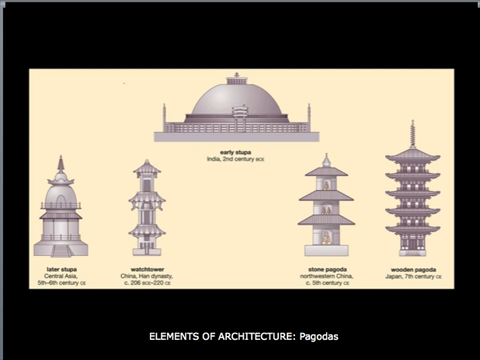 early stupa
India, 2nd century BCE
later stupa
Central Asia,
5th–6th century CE
watchtower
China, Han dynasty,
c. 206 BCE–220 CE
stone pagoda
northwestern China,
c. 5th century CE
wooden pagoda
Japan, 7th century CE
ELEMENTS OF ARCHITECTURE: Pagodas